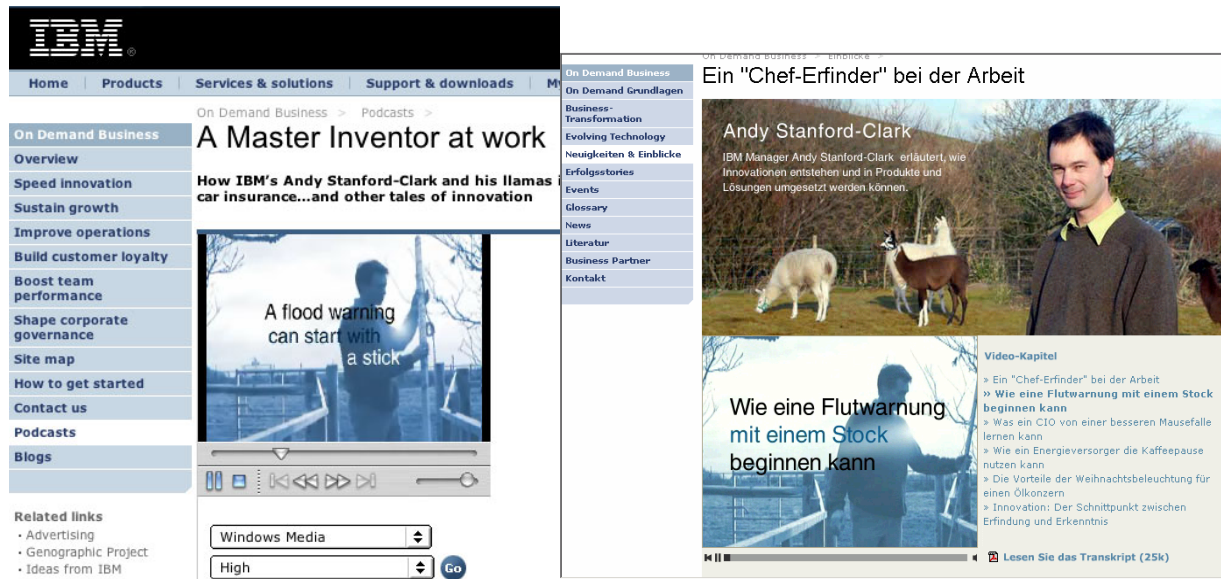 IBM®
Home | Products | Services & solutions | Support & downloads | M
On Demand Business > Podcasts >
A Master Inventor at work
How IBM's Andy Stanford-Clark and his llamas i
car insurance...and other tales of innovation
On Demand Business
Overview
Speed innovation
Sustain growth
Improve operations
Build customer loyalty
Boost team
performance
Shape corporate
governance
Site map
How to get started
Contact us
Podcasts
Blogs
Related links
• Advertising
• Genographic Project
• Ideas from IBM
A flood warning
can start with
a stick
Windows Media
High
Go
On Demand Business > Einblicke >
Ein "Chef-Erfinder" bei der Arbeit
On Demand Business
On Demand Grundlagen
Business-
Transformation
Evolving Technology
Neuigkeiten & Einblicke
Erfolgsstories
Events
Glossary
News
Literatur
Business Partner
Kontakt
Andy Stanford-Clark
IBM Manager Andy Stanford-Clark erläutert, wie
Innovationen entstehen und in Produkte und
Lösungen umgesetzt werden können.
Wie eine Flutwarnung
mit einem Stock
beginnen kann
Video-Kapitel
» Ein "Chef-Erfinder" bei der Arbeit
» Wie eine Flutwarnung mit einem Stock
beginnen kann
» Was ein CIO von einer besseren Mausefalle
lernen kann
» Wie ein Energieversorger die Kaffeepause
nutzen kann
» Die Vorteile der Weihnachtsbeleuchtung für
einen Ölkonzern
» Innovation: Der Schnittpunkt zwischen
Erfindung und Erkenntnis
Lesen Sie das Transkript (25k)